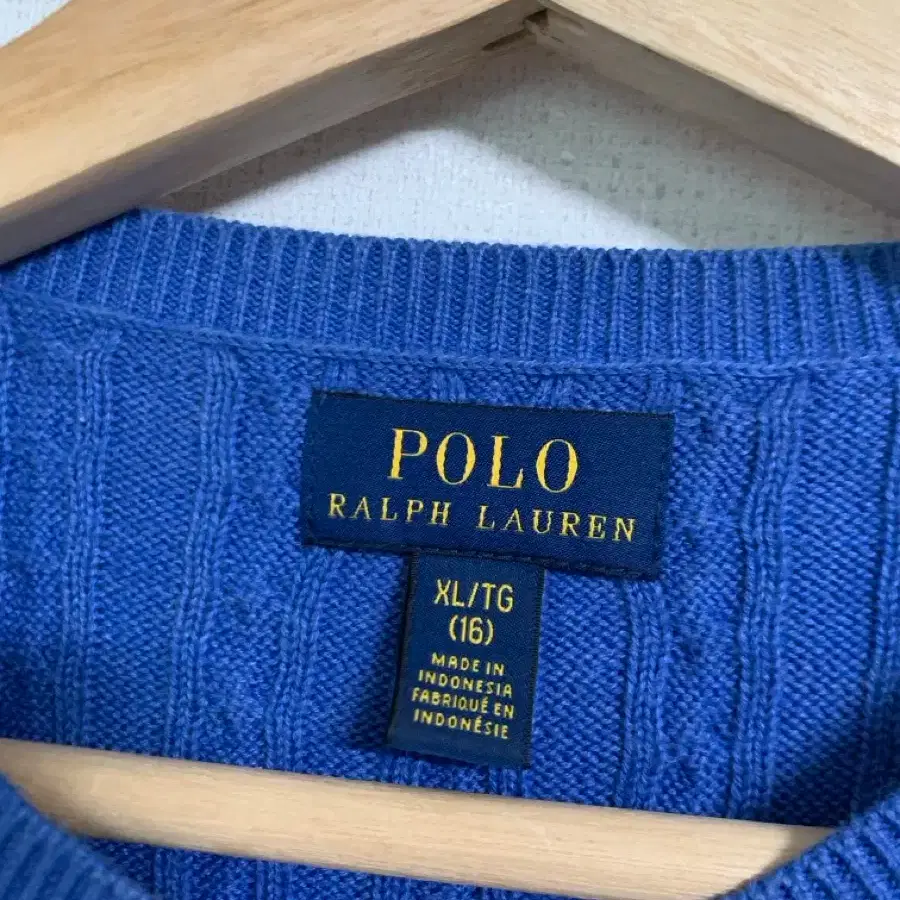 POLO
RALPH LAUREN
XL/TG
(16)
MADE IN
INDONESIA
FABRIQUÉ EN
INDONÉSIE